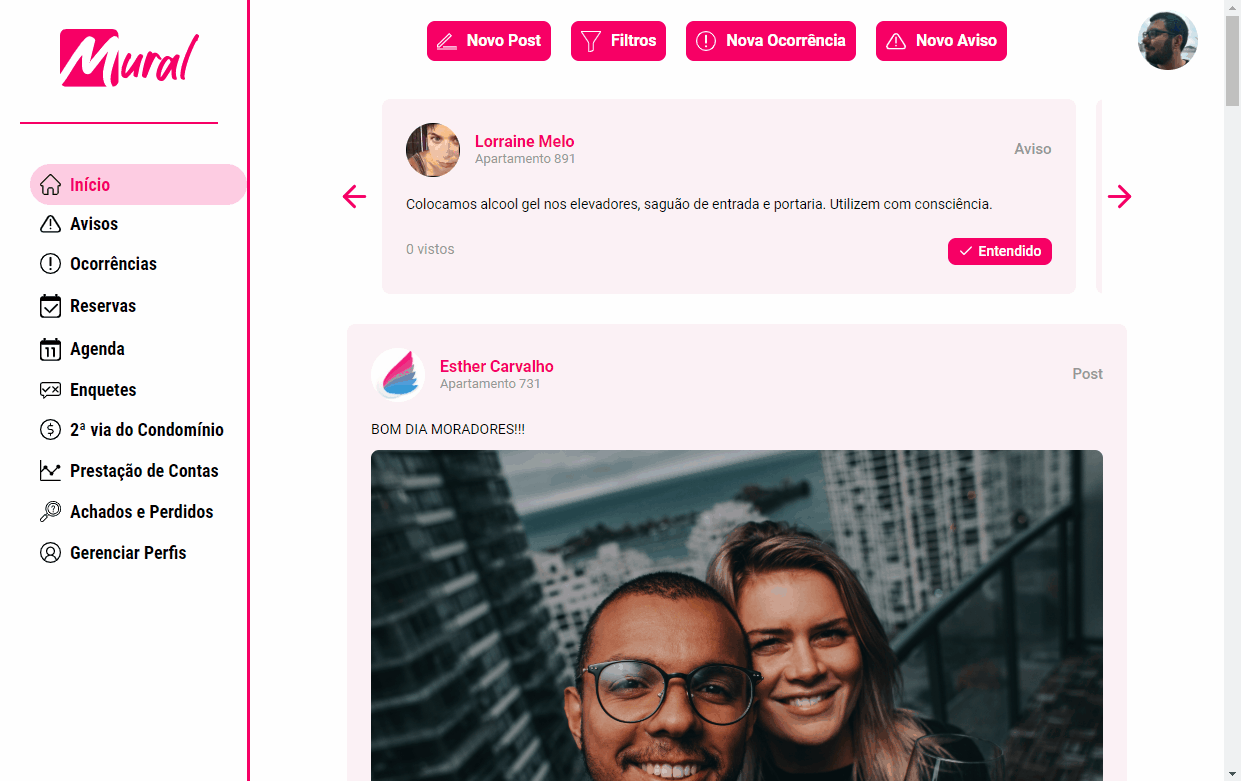 Mural
Novo Post
Filtros
Nova Ocorrência
Novo Aviso
Início
Avisos
Ocorrências
Reservas
11
Agenda
Enquetes
2ª via do Condomínio
Prestação de Contas
Achados e Perdidos
Gerenciar Perfis
Lorraine Melo
Apartamento 891
Aviso
Colocamos alcool gel nos elevadores, saguão de entrada e portaria. Utilizem com consciência.
0 vistos
Entendido
Esther Carvalho
Apartamento 731
Post
BOM DIA MORADORES!!!